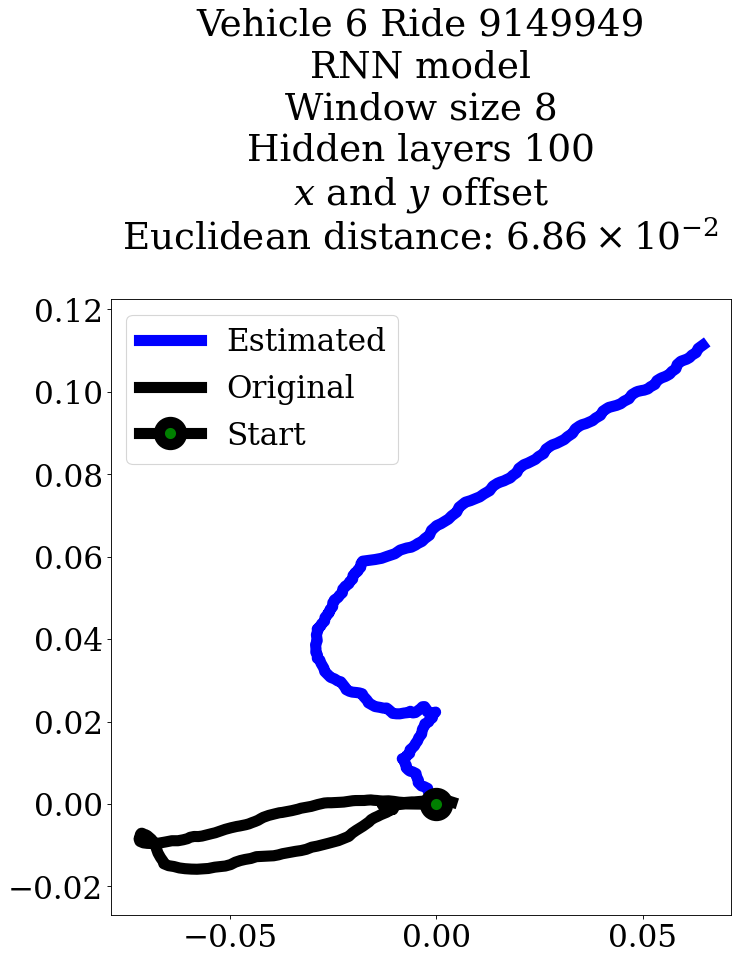 Vehicle 6 Ride 9149949
RNN model
Window size 8
Hidden layers 100
x and y offset
Euclidean distance: 6.86 × 10⁻²
0.12
0.10
0.08
0.06
0.04
0.02
0.00
−0.02
Estimated
Original
Start
−0.05
0.00
0.05